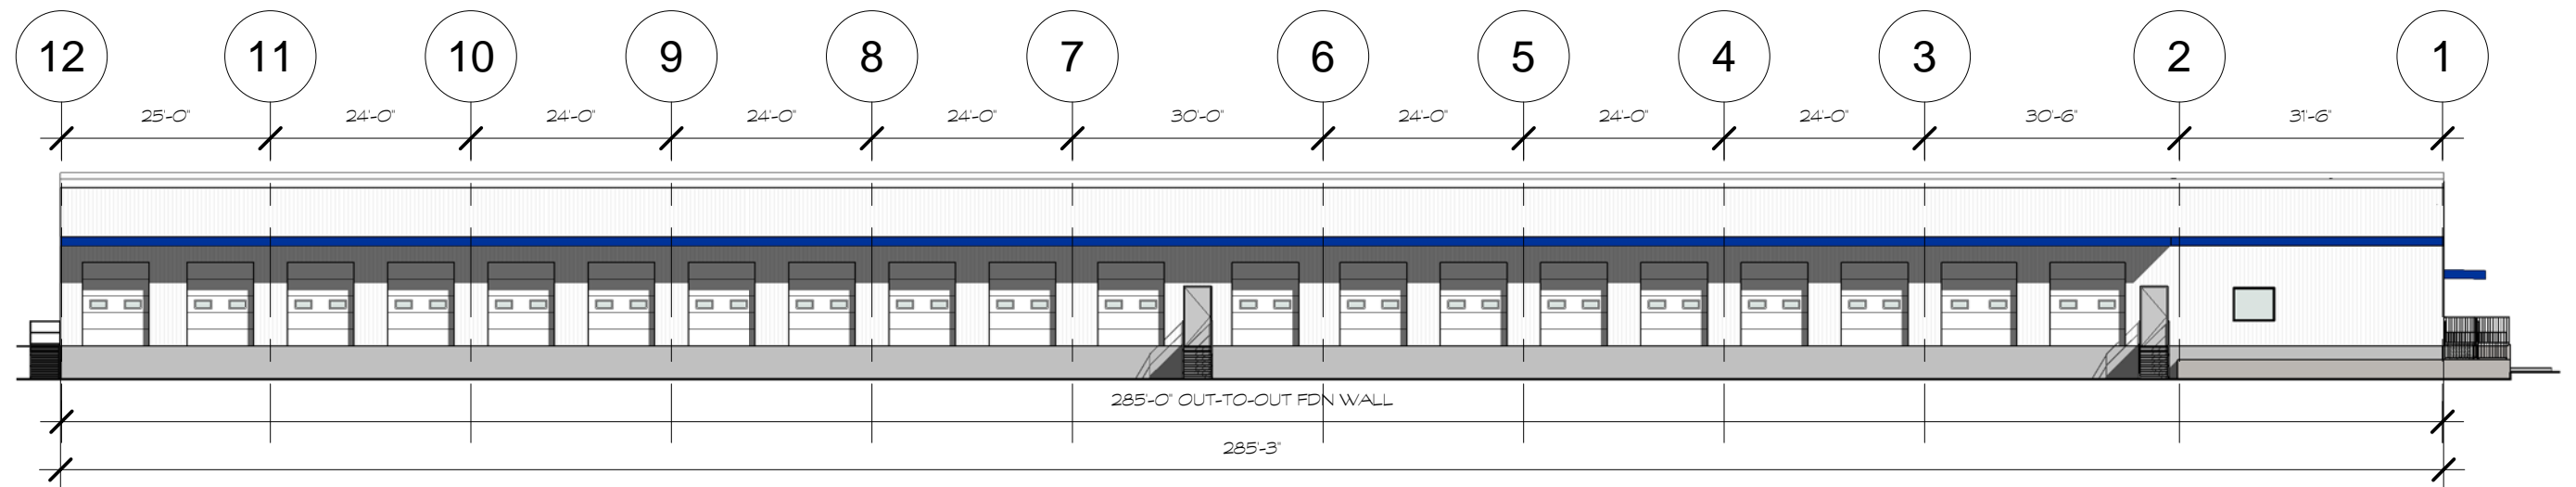 12 11 10 9 8 7 6 5 4 3 2 1
25'-0" 24'-0" 24'-0" 24'-0" 24'-0" 30'-0" 24'-0" 24'-0" 24'-0" 30'-6" 31'-6"
285'-0" OUT-TO-OUT FDN WALL
285'-3"